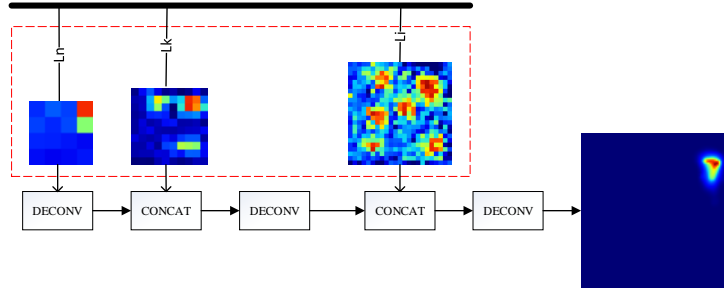 Ln
Lk
Li
DECONV
CONCAT
DECONV
CONCAT
DECONV